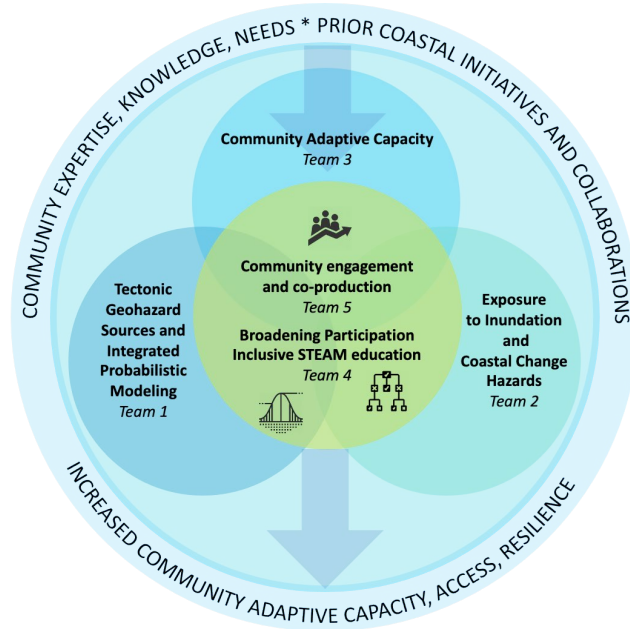 COMMUNITY EXPERTISE, KNOWLEDGE, NEEDS * PRIOR COASTAL INITIATIVES AND COLLABORATIONS
Community Adaptive Capacity
Team 3
Community engagement
and co-production
Team 5
Broadening Participation
Inclusive STEAM education
Team 4
Tectonic
Geohazard
Sources and
Integrated
Probabilistic
Modeling
Team 1
Exposure
to Inundation
and
Coastal Change
Hazards
Team 2
INCREASED COMMUNITY ADAPTIVE CAPACITY, ACCESS, RESILIENCE